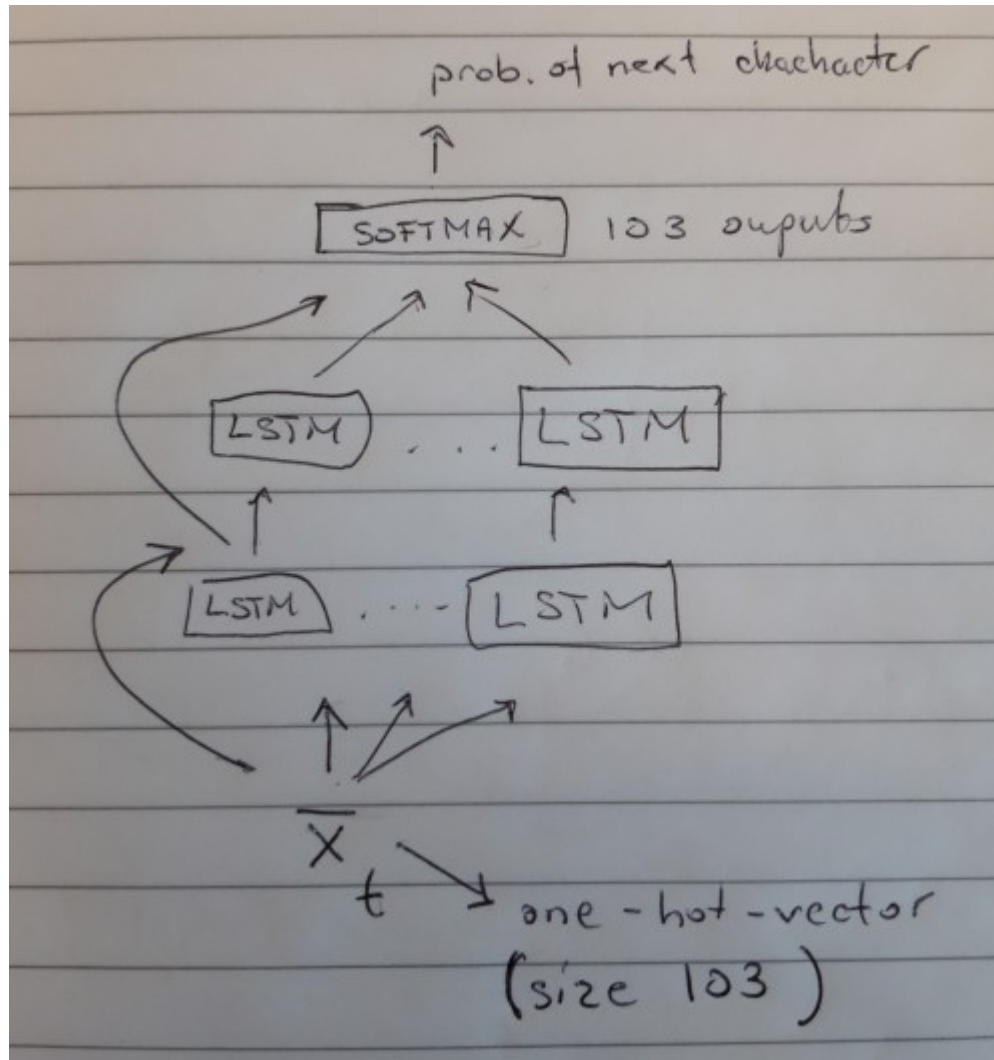 prob. of next chachacter
SOFTMAX 103 ouputs
LSTM . . . LSTM
LSTM . . . . LSTM
X̅
t
one-hot-vector
(size 103)